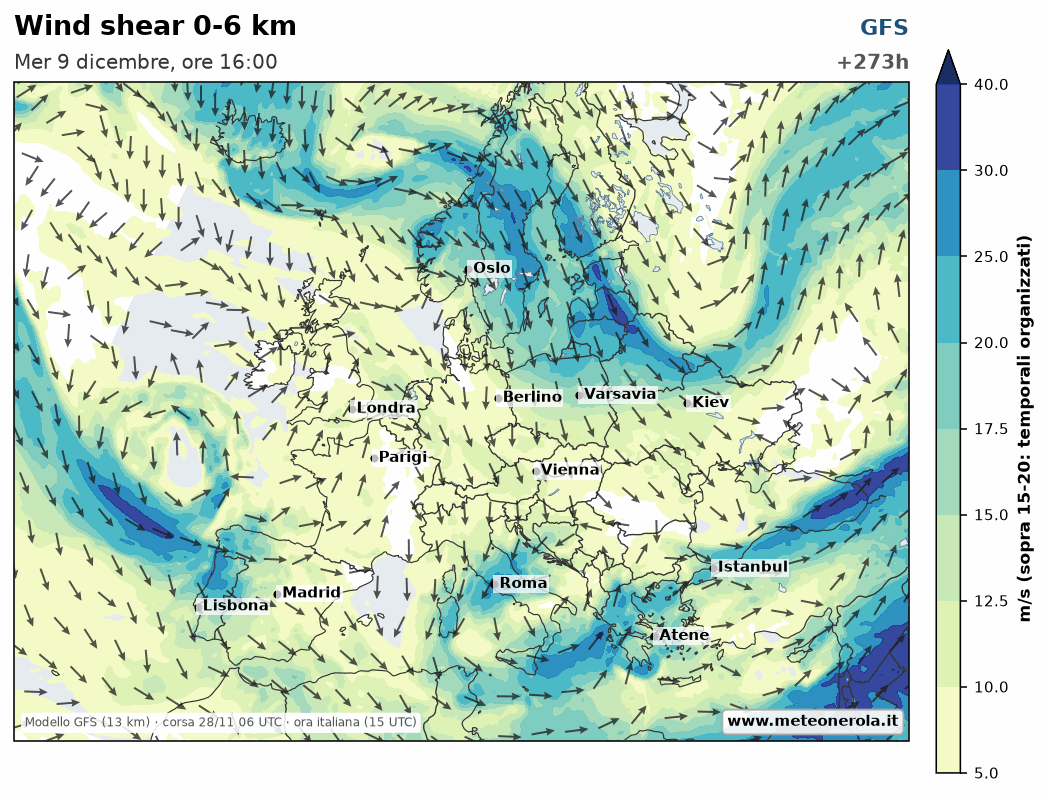 Wind shear 0-6 km
GFS
Mer 9 dicembre, ore 16:00
+273h
40.0
30.0
25.0
20.0
17.5
15.0
12.5
10.0
5.0
m/s (sopra 15-20: temporali organizzati)
Oslo
Berlino
Varsavia
Kiev
Londra
Parigi
Vienna
Istanbul
Roma
Madrid
Lisbona
Atene
Modello GFS (13 km) · corsa 28/11 06 UTC · ora italiana (15 UTC)
www.meteonerola.it